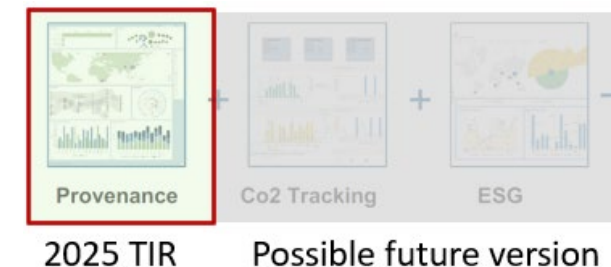 Provenance
+
Co2 Tracking
+
ESG
2025 TIR
Possible future version